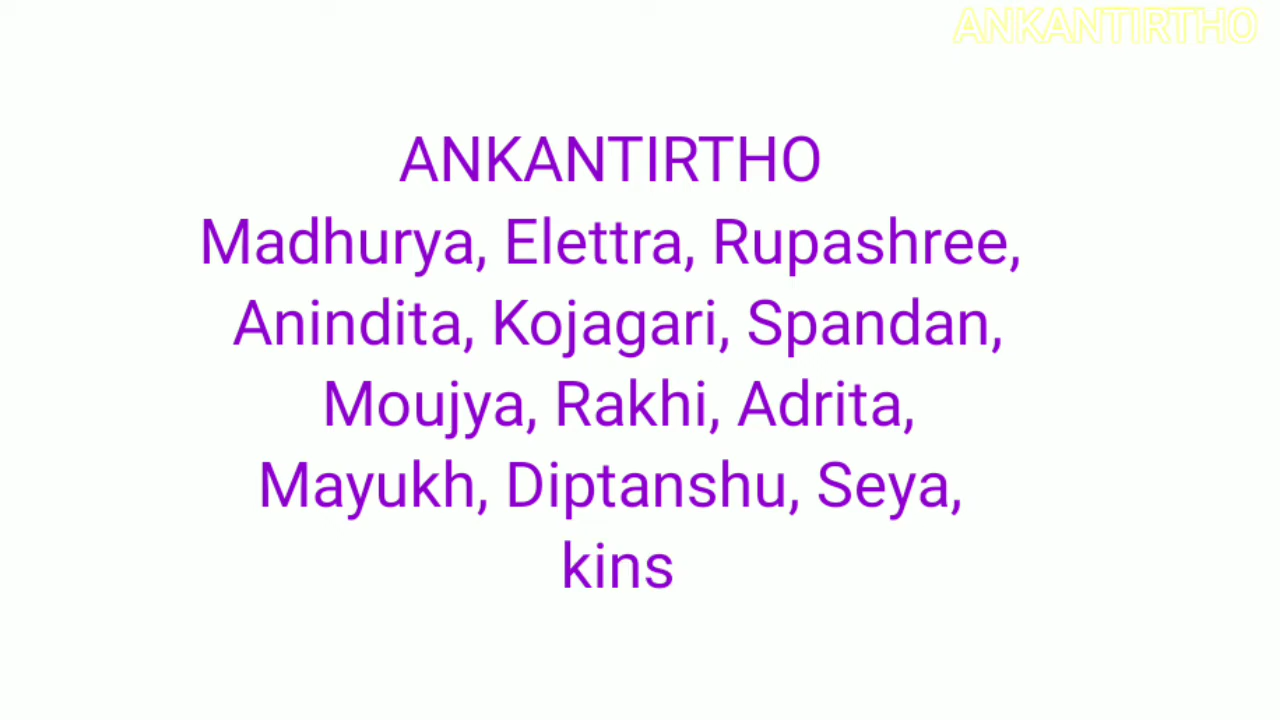 ANKANTIRTHO
ANKANTIRTHO
Madhurya, Elettra, Rupashree,
Anindita, Kojagari, Spandan,
Moujya, Rakhi, Adrita,
Mayukh, Diptanshu, Seya,
kins